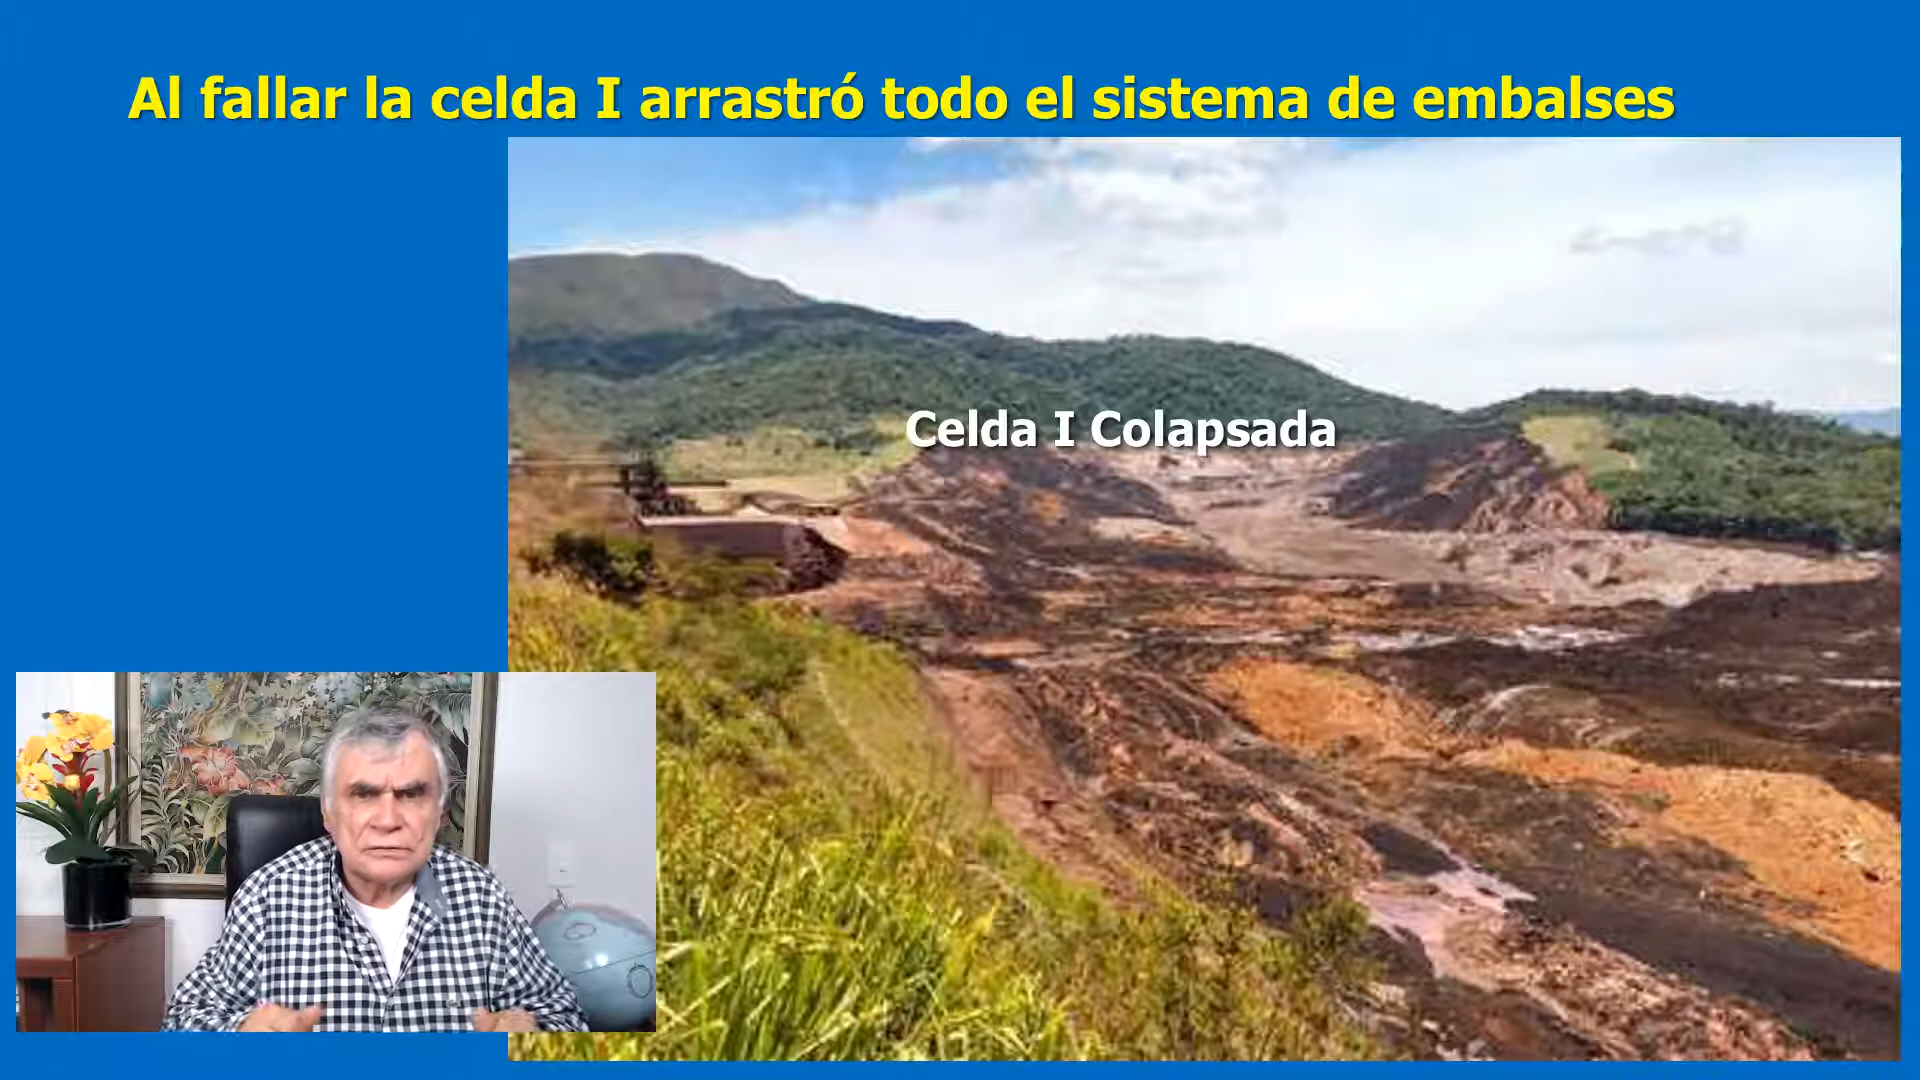 Al fallar la celda I arrastró todo el sistema de embalses
Celda I Colapsada